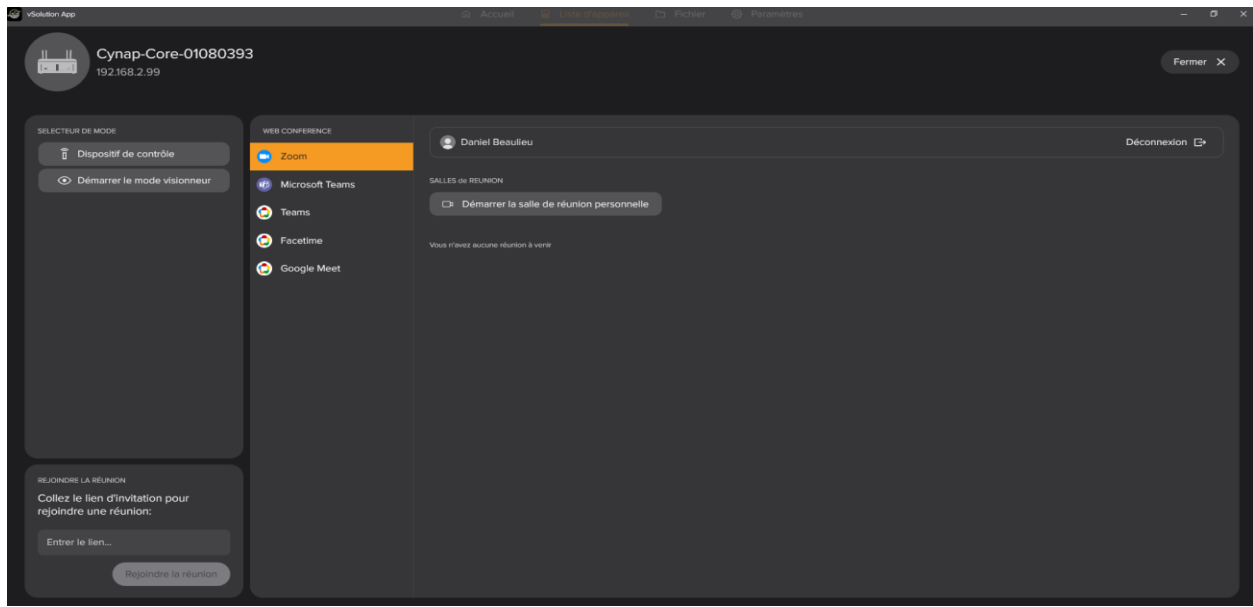 vSolution App
Accueil
Liste d'appareil
Fichier
Paramètres
Cynap-Core-01080393
192.168.2.99
Fermer
SELECTEUR DE MODE
Dispositif de contrôle
Démarrer le mode visionneur
WEB CONFERENCE
Zoom
Microsoft Teams
Teams
Facetime
Google Meet
Daniel Beaulieu
Déconnexion
SALLES de REUNION
Démarrer la salle de réunion personnelle
Vous n'avez aucune réunion à venir
REJOINDRE LA RÉUNION
Collez le lien d'invitation pour
rejoindre une réunion:
Entrer le lien...
Rejoindre la réunion